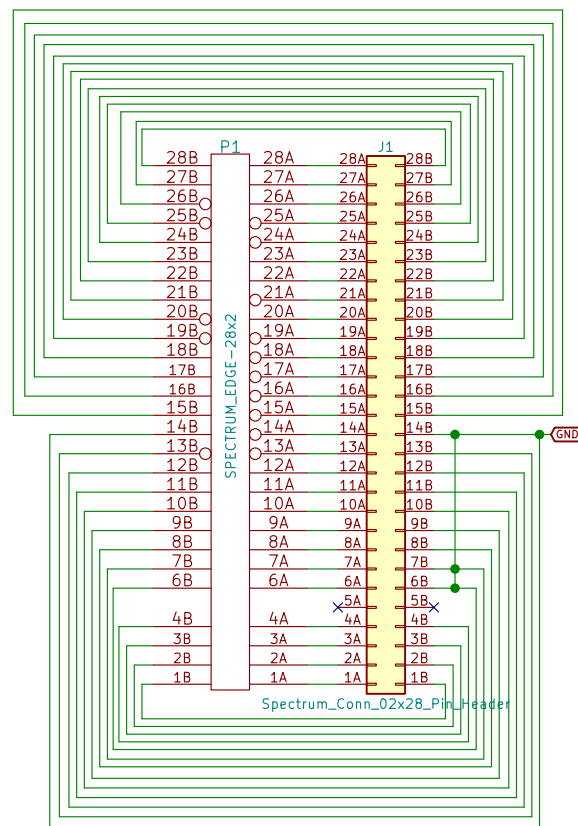 P1 J1
28B 28A 28A 28B
27B 27A 27A 27B
26B 26A 26A 26B
25B 25A 25A 25B
24B 24A 24A 24B
23B 23A 23A 23B
22B 22A 22A 22B
21B 21A 21A 21B
20B 20A 20A 20B
19B 19A 19A 19B
18B 18A 18A 18B
17B 17A 17A 17B
16B 16A 16A 16B
15B 15A 15A 15B
14B 14A 14A 14B GND
13B 13A 13A 13B
12B 12A 12A 12B
11B 11A 11A 11B
10B 10A 10A 10B
9B 9A 9A 9B
8B 8A 8A 8B
7B 7A 7A 7B
6B 6A 6A 6B
5A 5B
4B 4A 4A 4B
3B 3A 3A 3B
2B 2A 2A 2B
1B 1A 1A 1B
SPECTRUM_EDGE-28x2
Spectrum_Conn_02x28_Pin_Header